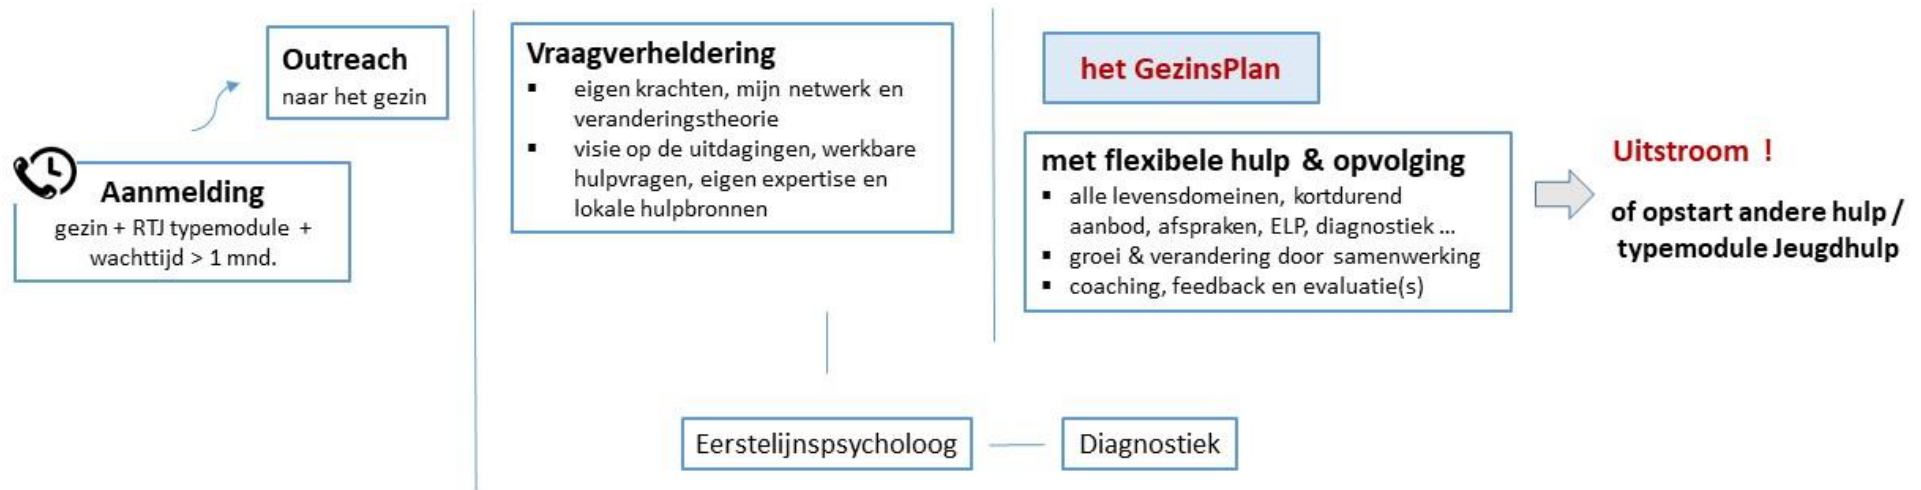 Outreach
naar het gezin
Aanmelding
gezin + RTJ typemodule +
wachttijd > 1 mnd.
Vraagverheldering
▪ eigen krachten, mijn netwerk en
veranderingstheorie
▪ visie op de uitdagingen, werkbare
hulpvragen, eigen expertise en
lokale hulpbronnen
Eerstelijnspsycholoog
Diagnostiek
het GezinsPlan
met flexibele hulp & opvolging
▪ alle levensdomeinen, kortdurend
aanbod, afspraken, ELP, diagnostiek ...
▪ groei & verandering door samenwerking
▪ coaching, feedback en evaluatie(s)
Uitstroom !
of opstart andere hulp /
typemodule Jeugdhulp